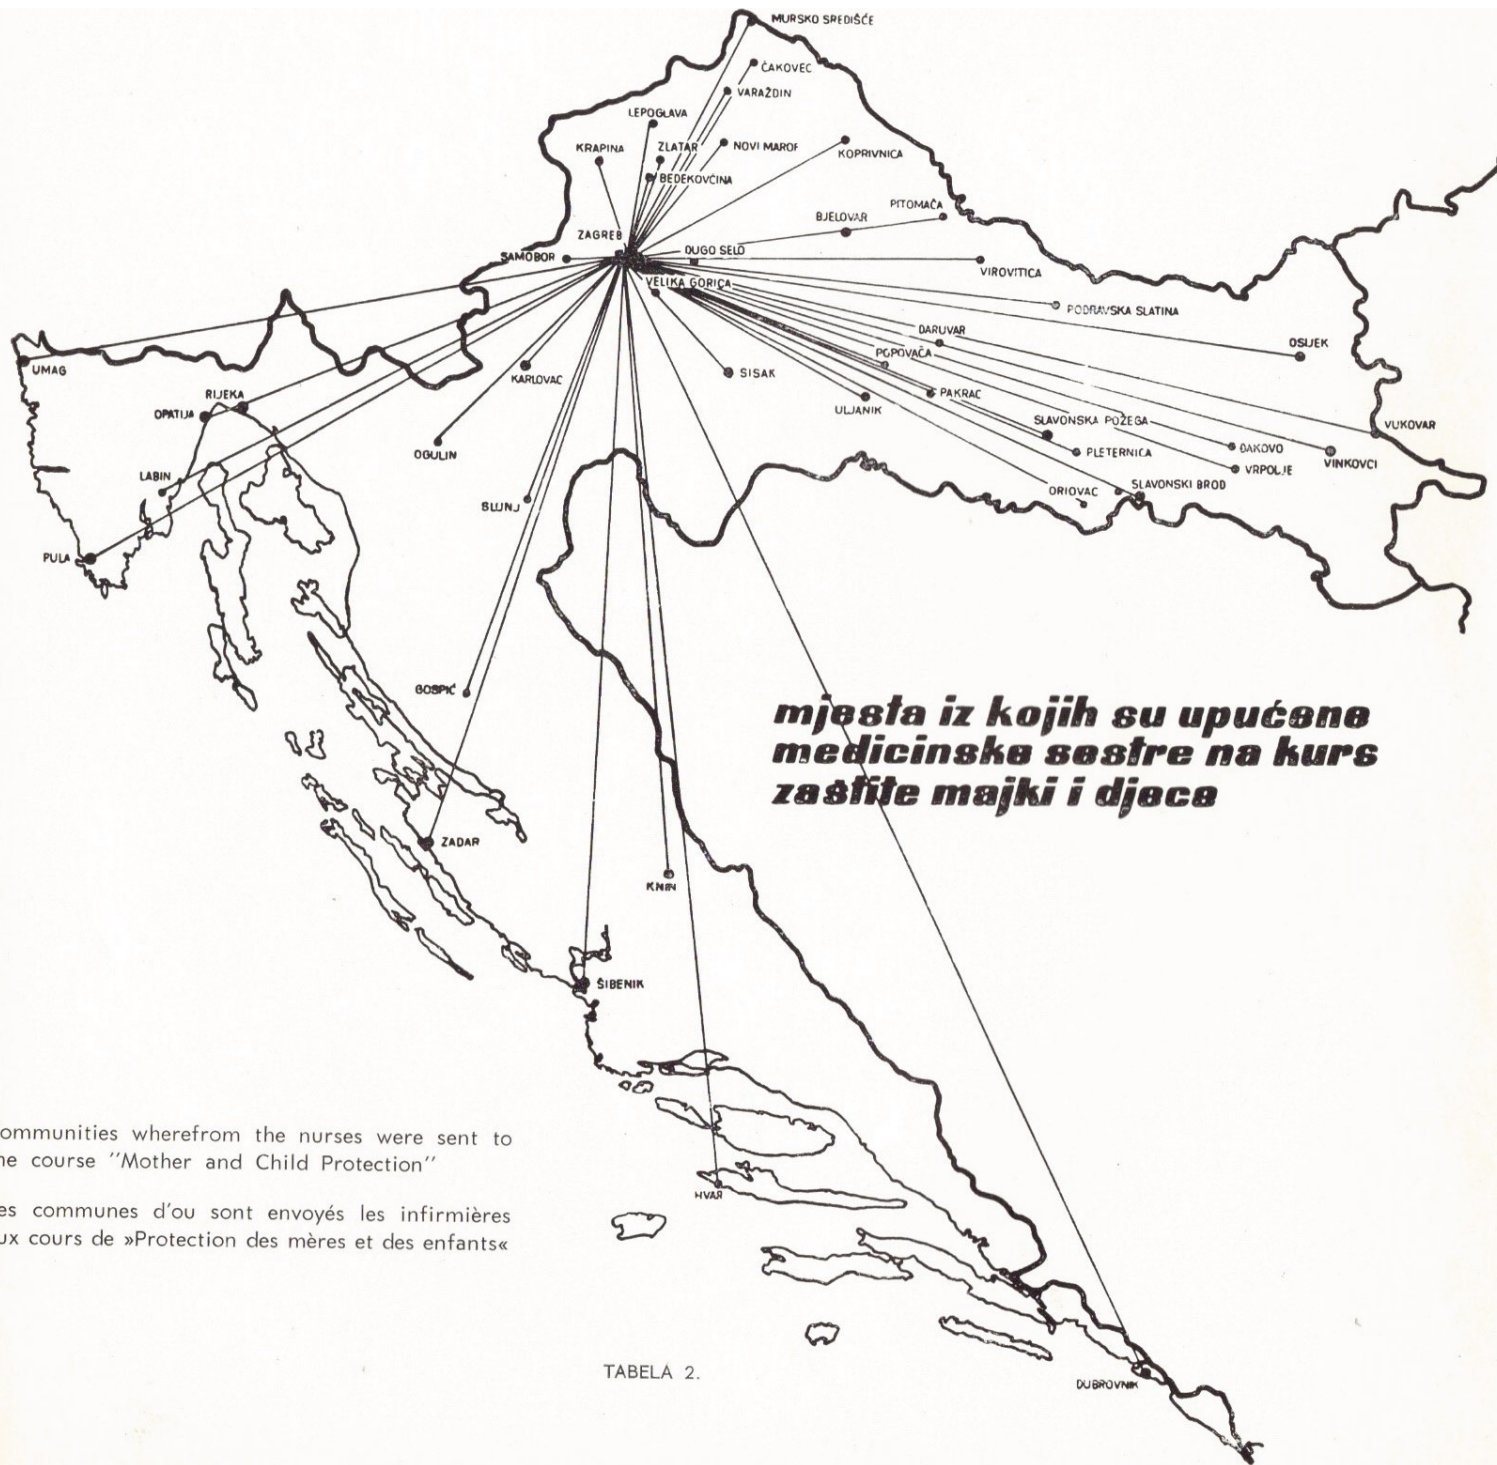 MURSKO SREDIŠĆE
ČAKOVEC
VARAŽDIN
LEPOGLAVA
KRAPINA
ZLATAR
NOVI MAROF
KOPRIVNICA
BEDEKOVČINA
PITOMAČA
BJELOVAR
ZAGREB
DUGO SELO
SAMOBOR
VIROVITICA
VELIKA GORICA
PODRAVSKA SLATINA
DARUVAR
OSIJEK
POPOVAČA
UMAG
KARLOVAC
SISAK
RIJEKA
PAKRAC
OPATIJA
ULJANIK
SLAVONSKA POŽEGA
VUKOVAR
OGULIN
PLETERNICA
ĐAKOVO
VINKOVCI
LABIN
VRPOLJE
SLAVONSKI BROD
ORIOVAC
SLUNJ
PULA
GOSPIĆ
mjesta iz kojih su upućene
medicinske sestre na kurs
zaštite majki i djece
ZADAR
KNIN
ŠIBENIK
ommunities wherefrom the nurses were sent to
ne course "Mother and Child Protection"
HVAR
es communes d'ou sont envoyés les infirmières
ux cours de »Protection des mères et des enfants«
TABELA 2.
DUBROVNIK